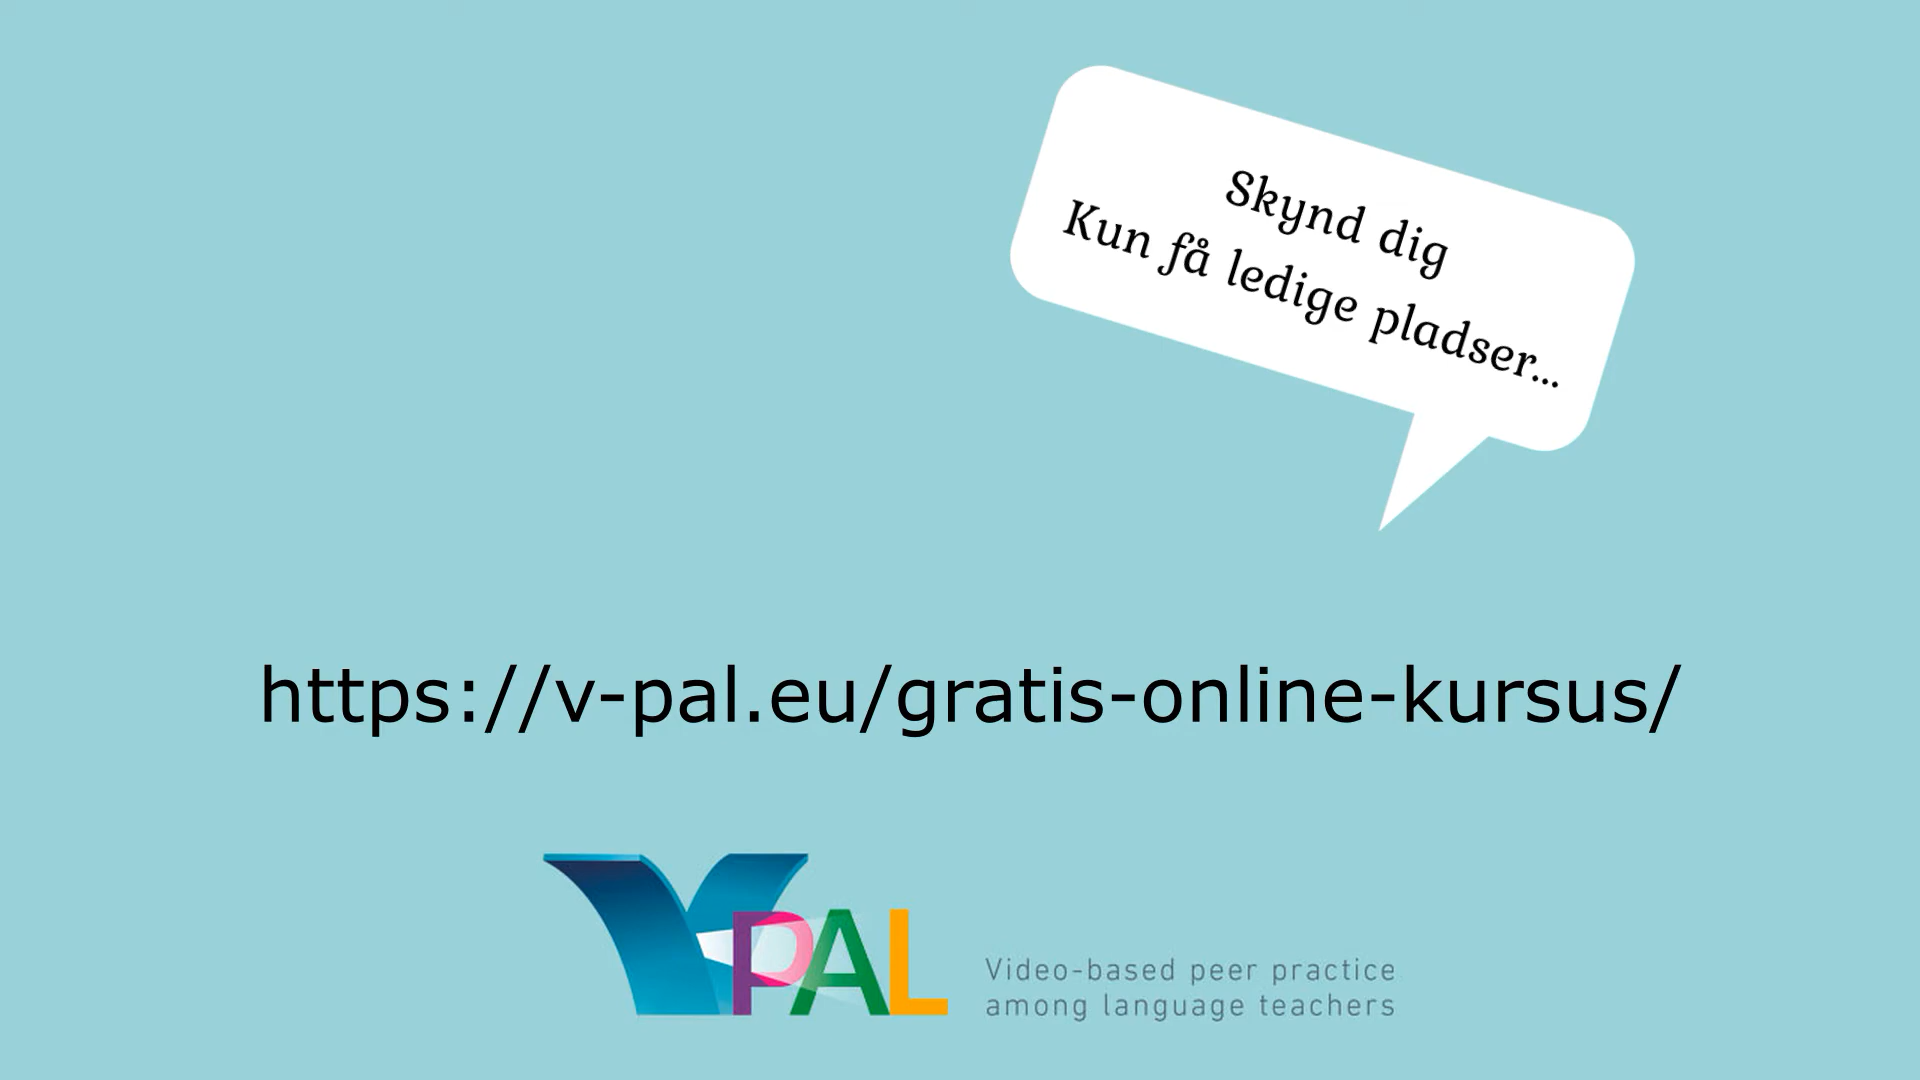 Skynd dig
Kun få ledige pladser...
https://v-pal.eu/gratis-online-kursus/
VPAL
Video-based peer practice
among language teachers